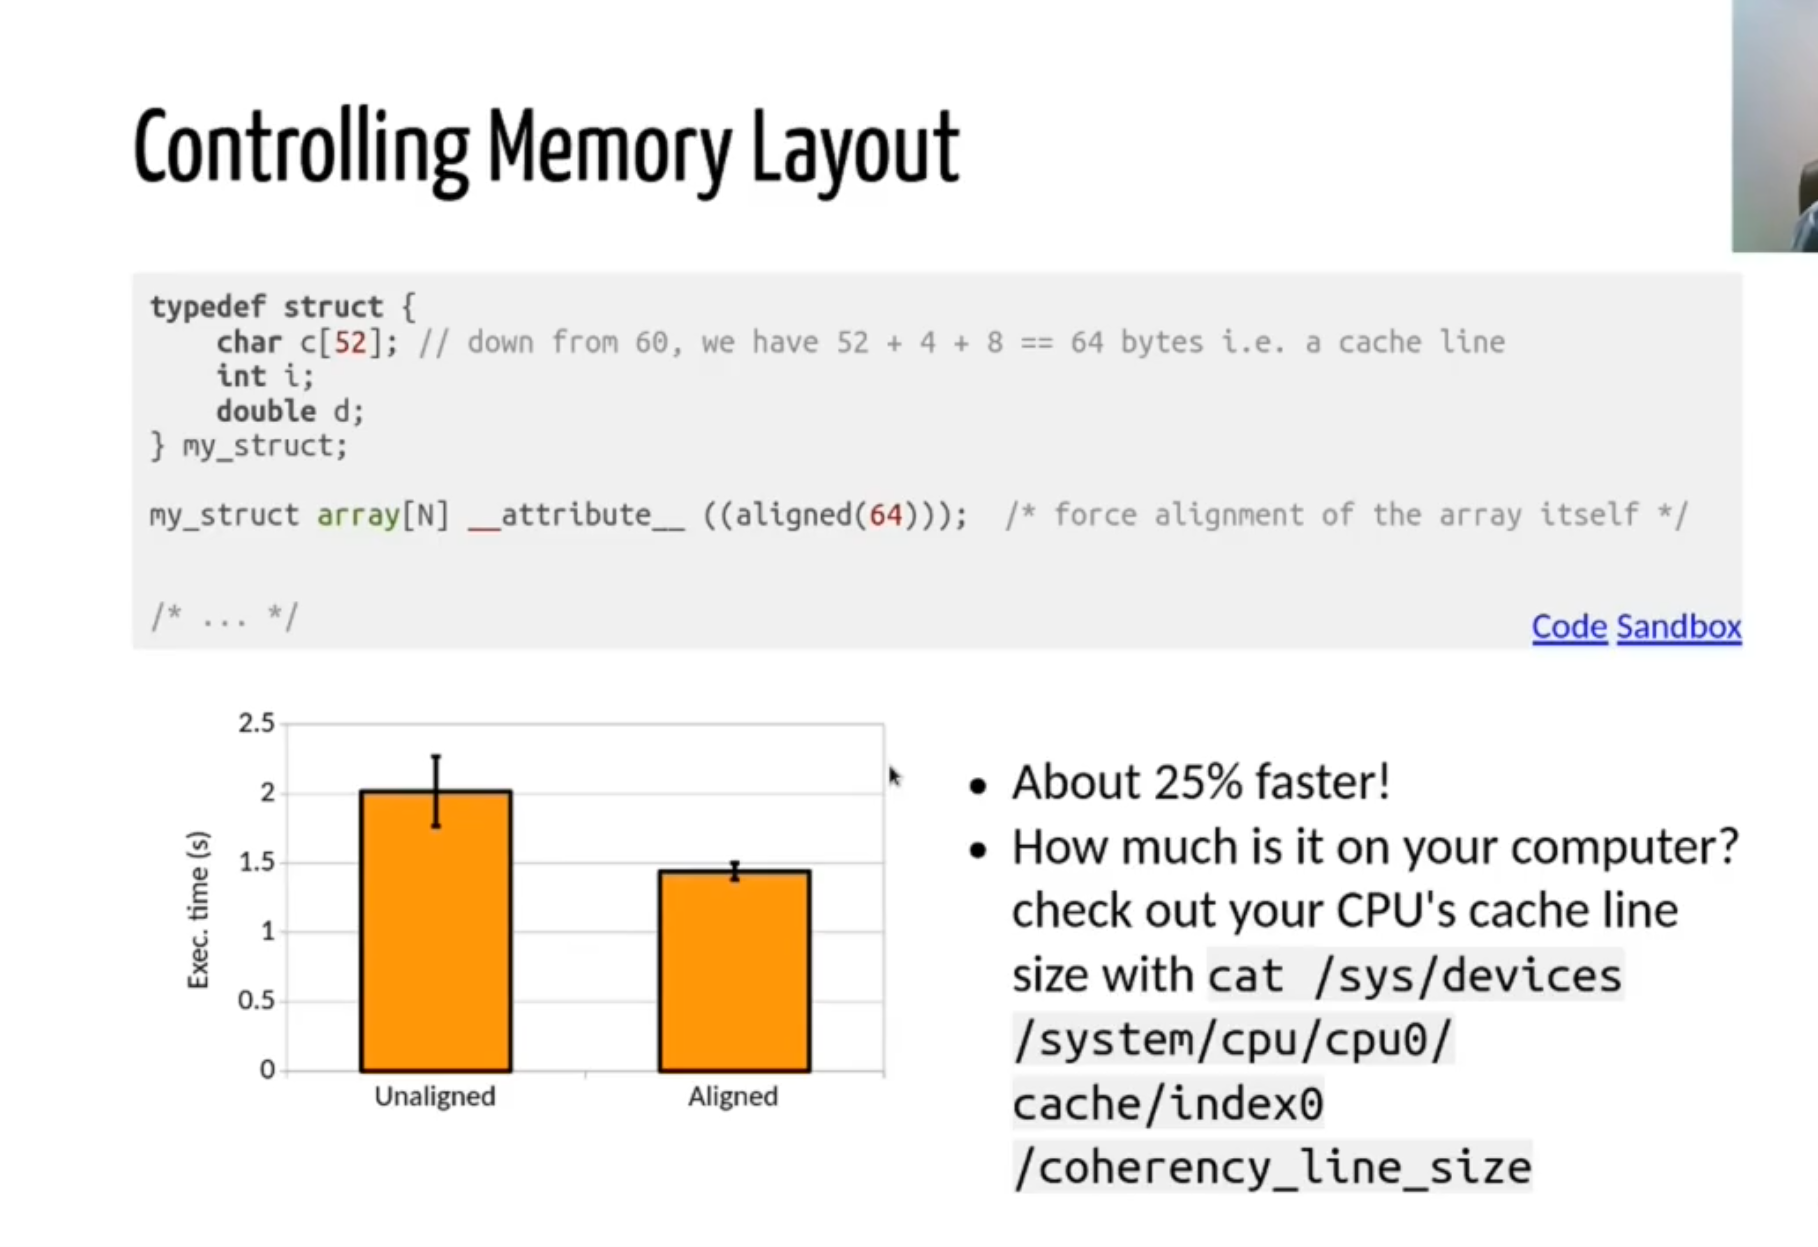 Controlling Memory Layout
typedef struct {
    char c[52]; // down from 60, we have 52 + 4 + 8 == 64 bytes i.e. a cache line
    int i;
    double d;
} my_struct;
my_struct array[N] __attribute__ ((aligned(64)));  /* force alignment of the array itself */
/* ... */
Code Sandbox
2.5
2
1.5
1
0.5
0
Exec. time (s)
Unaligned
Aligned
• About 25% faster!
• How much is it on your computer?
check out your CPU's cache line
size with cat /sys/devices
/system/cpu/cpu0/
cache/index0
/coherency_line_size